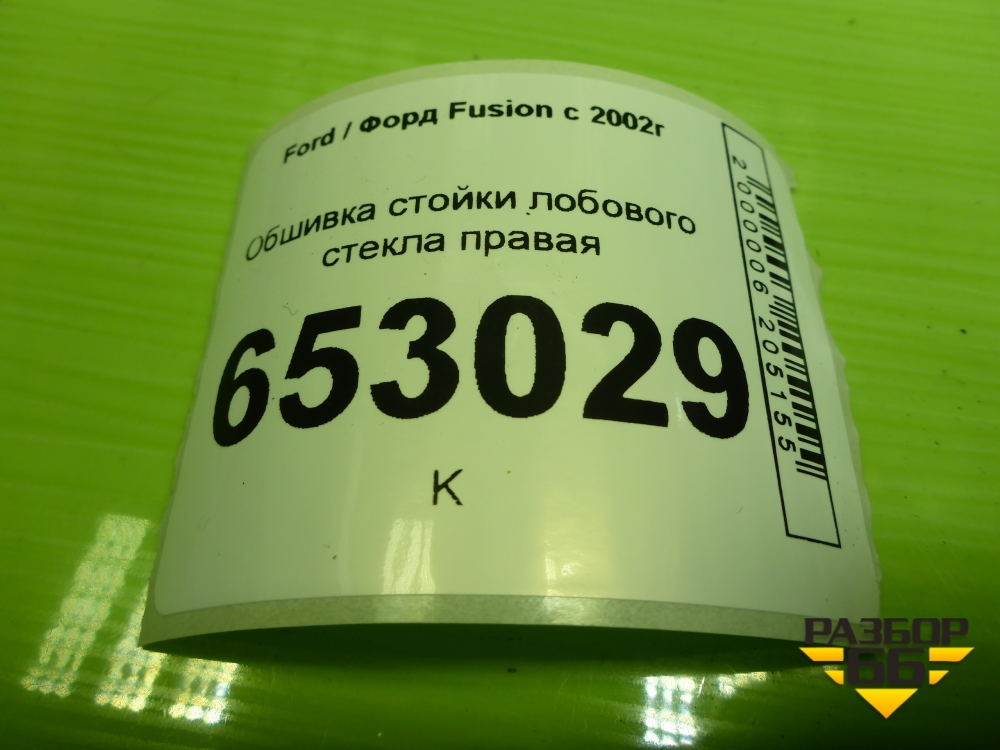 Ford / Форд Fusion с 2002г
Обшивка стойки лобового
стекла правая
653029
К
2000006205155
РАЗБОР
66